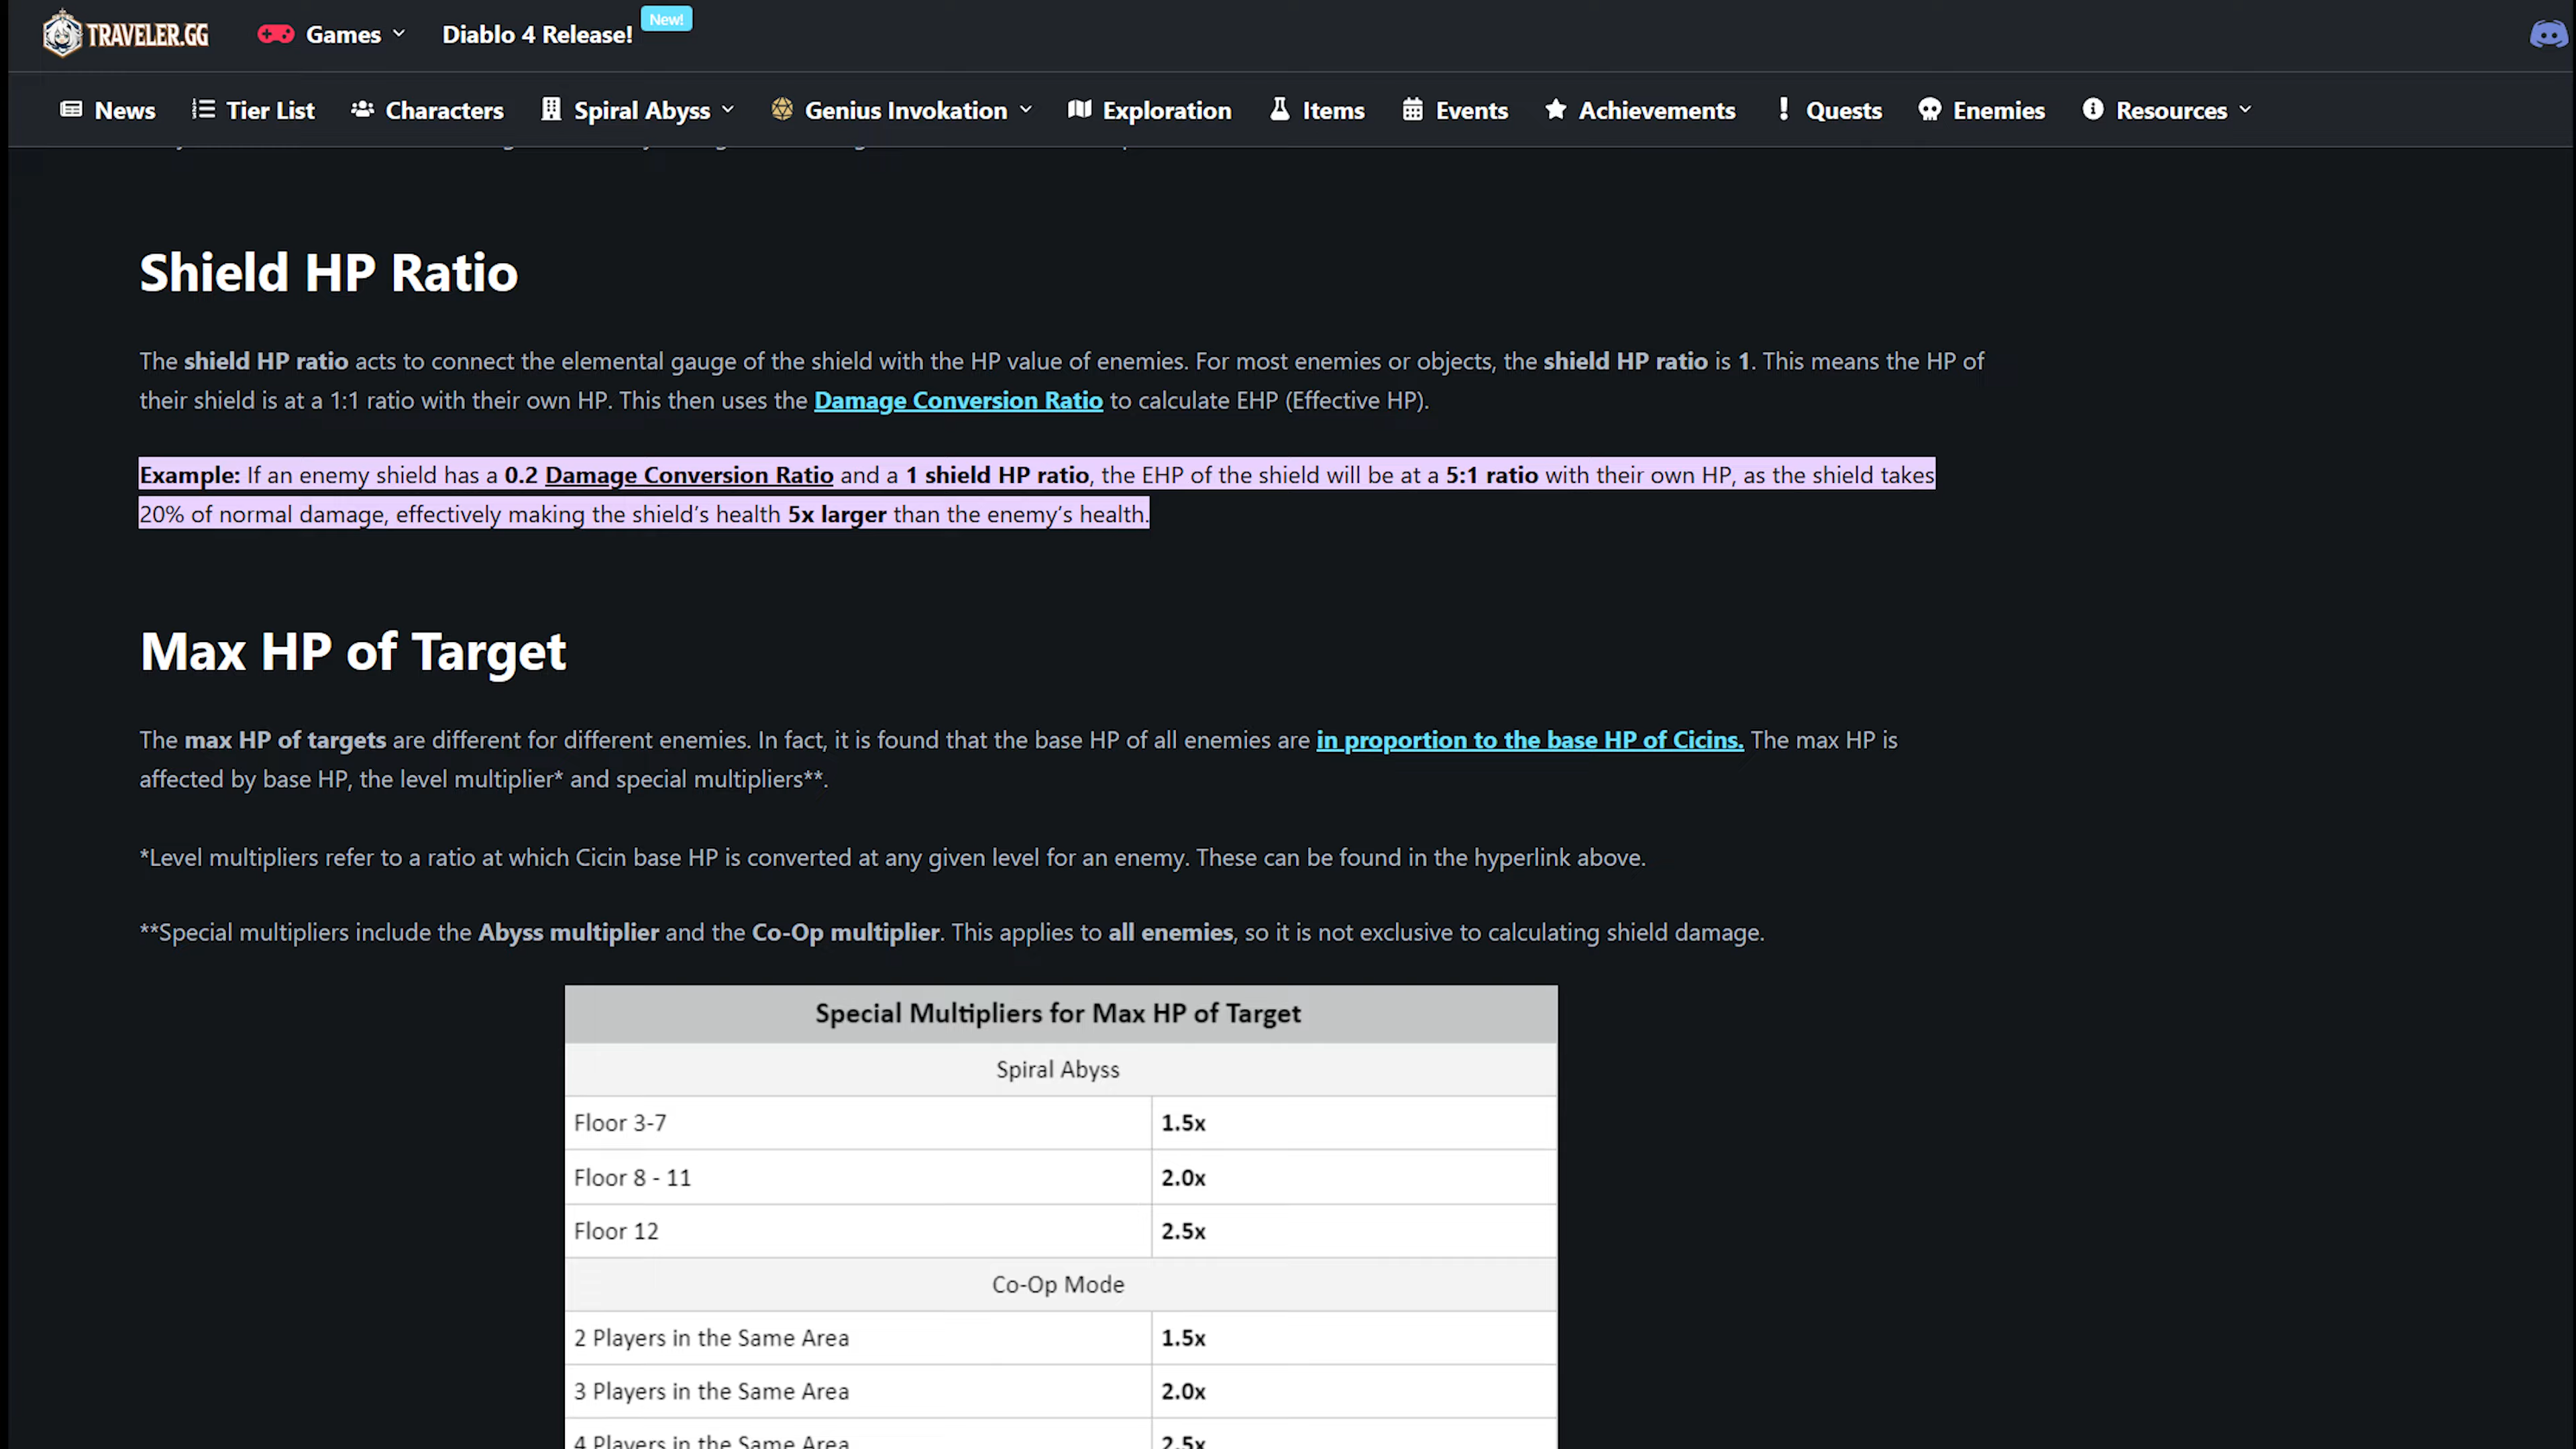 TRAVELER.GG
Games
Diablo 4 Release!
New!
News
Tier List
Characters
Spiral Abyss
Genius Invokation
Exploration
Items
Events
Achievements
Quests
Enemies
Resources
Shield HP Ratio
The shield HP ratio acts to connect the elemental gauge of the shield with the HP value of enemies. For most enemies or objects, the shield HP ratio is 1. This means the HP of
their shield is at a 1:1 ratio with their own HP. This then uses the Damage Conversion Ratio to calculate EHP (Effective HP).
Example: If an enemy shield has a 0.2 Damage Conversion Ratio and a 1 shield HP ratio, the EHP of the shield will be at a 5:1 ratio with their own HP, as the shield takes
20% of normal damage, effectively making the shield's health 5x larger than the enemy's health.
Max HP of Target
The max HP of targets are different for different enemies. In fact, it is found that the base HP of all enemies are in proportion to the base HP of Cicins. The max HP is
affected by base HP, the level multiplier* and special multipliers**.
*Level multipliers refer to a ratio at which Cicin base HP is converted at any given level for an enemy. These can be found in the hyperlink above.
**Special multipliers include the Abyss multiplier and the Co-Op multiplier. This applies to all enemies, so it is not exclusive to calculating shield damage.
Special Multipliers for Max HP of Target
Spiral Abyss
Floor 3-7 1.5x
Floor 8 - 11 2.0x
Floor 12 2.5x
Co-Op Mode
2 Players in the Same Area 1.5x
3 Players in the Same Area 2.0x
4 Players in the Same Area 2.5x